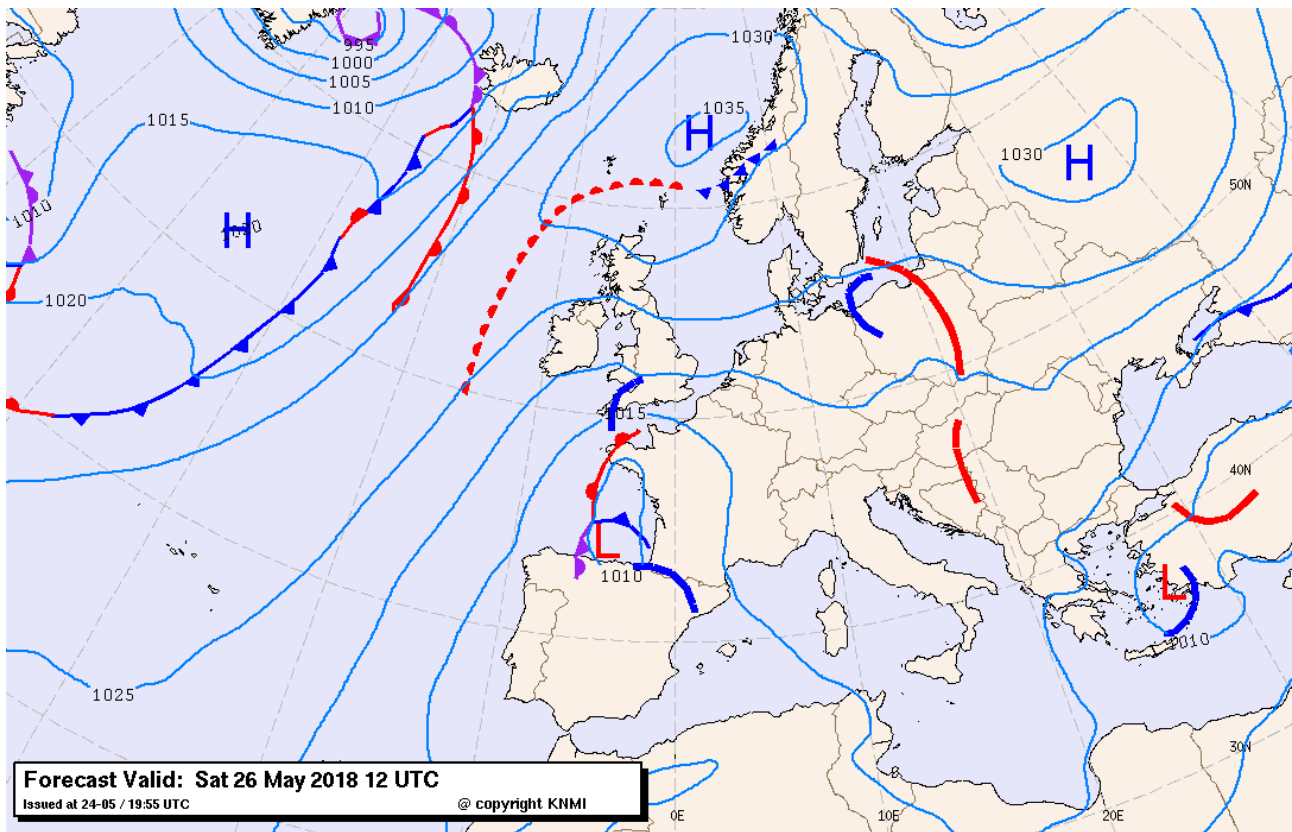 995
1000
1005
1010
1030
1035
H
1015
H
1030
H
1010
1020
50N
1020
1015
40N
L
1010
L
1010
1025
30N
Forecast Valid: Sat 26 May 2018 12 UTC
Issued at 24-05 / 19:55 UTC @ copyright KNMI
0E
10E
20E